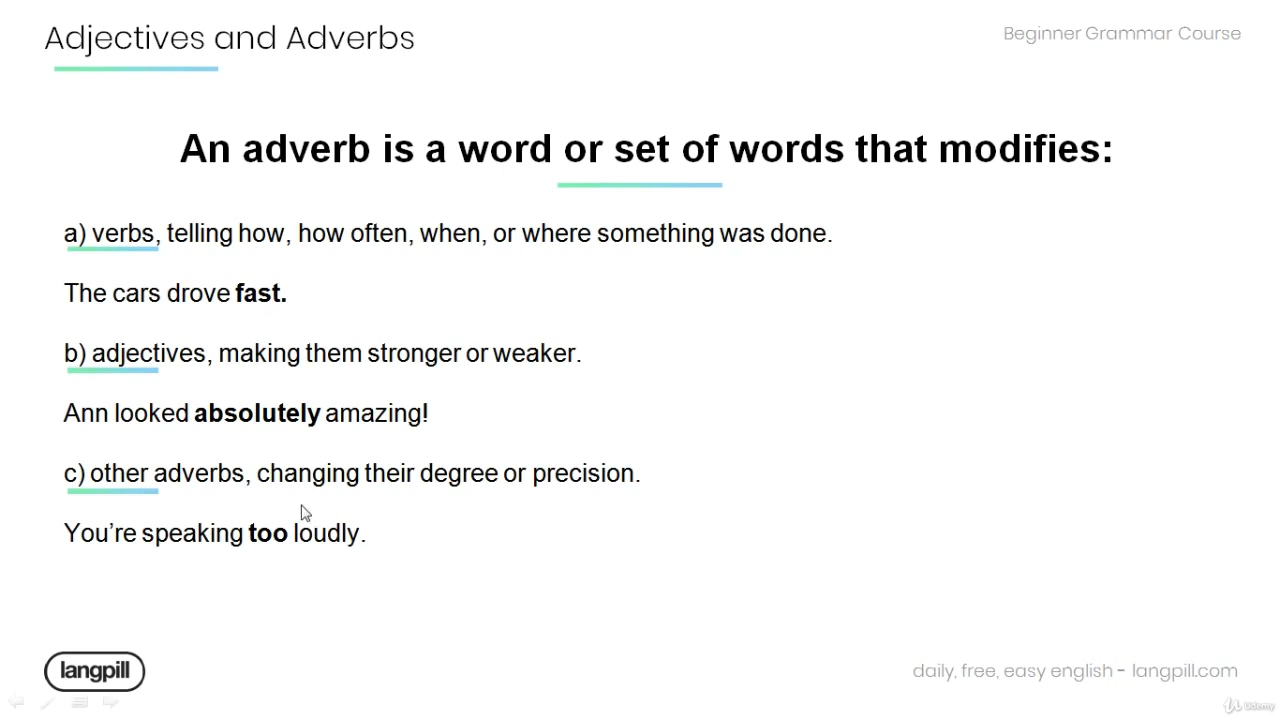 Adjectives and Adverbs
Beginner Grammar Course
An adverb is a word or set of words that modifies:
a) verbs, telling how, how often, when, or where something was done.
The cars drove fast.
b) adjectives, making them stronger or weaker.
Ann looked absolutely amazing!
c) other adverbs, changing their degree or precision.
You’re speaking too loudly.
langpill
daily, free, easy english - langpill.com
Udemy